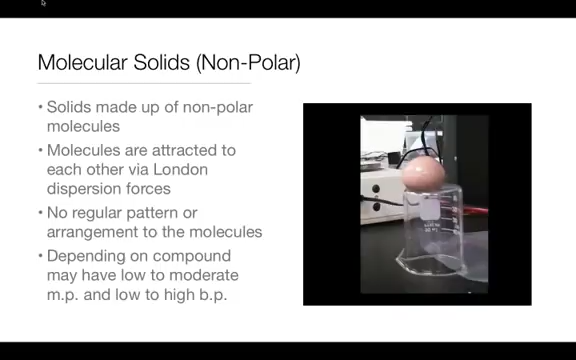 Molecular Solids (Non-Polar)
• Solids made up of non-polar
molecules
• Molecules are attracted to
each other via London
dispersion forces
• No regular pattern or
arrangement to the molecules
• Depending on compound
may have low to moderate
m.p. and low to high b.p.